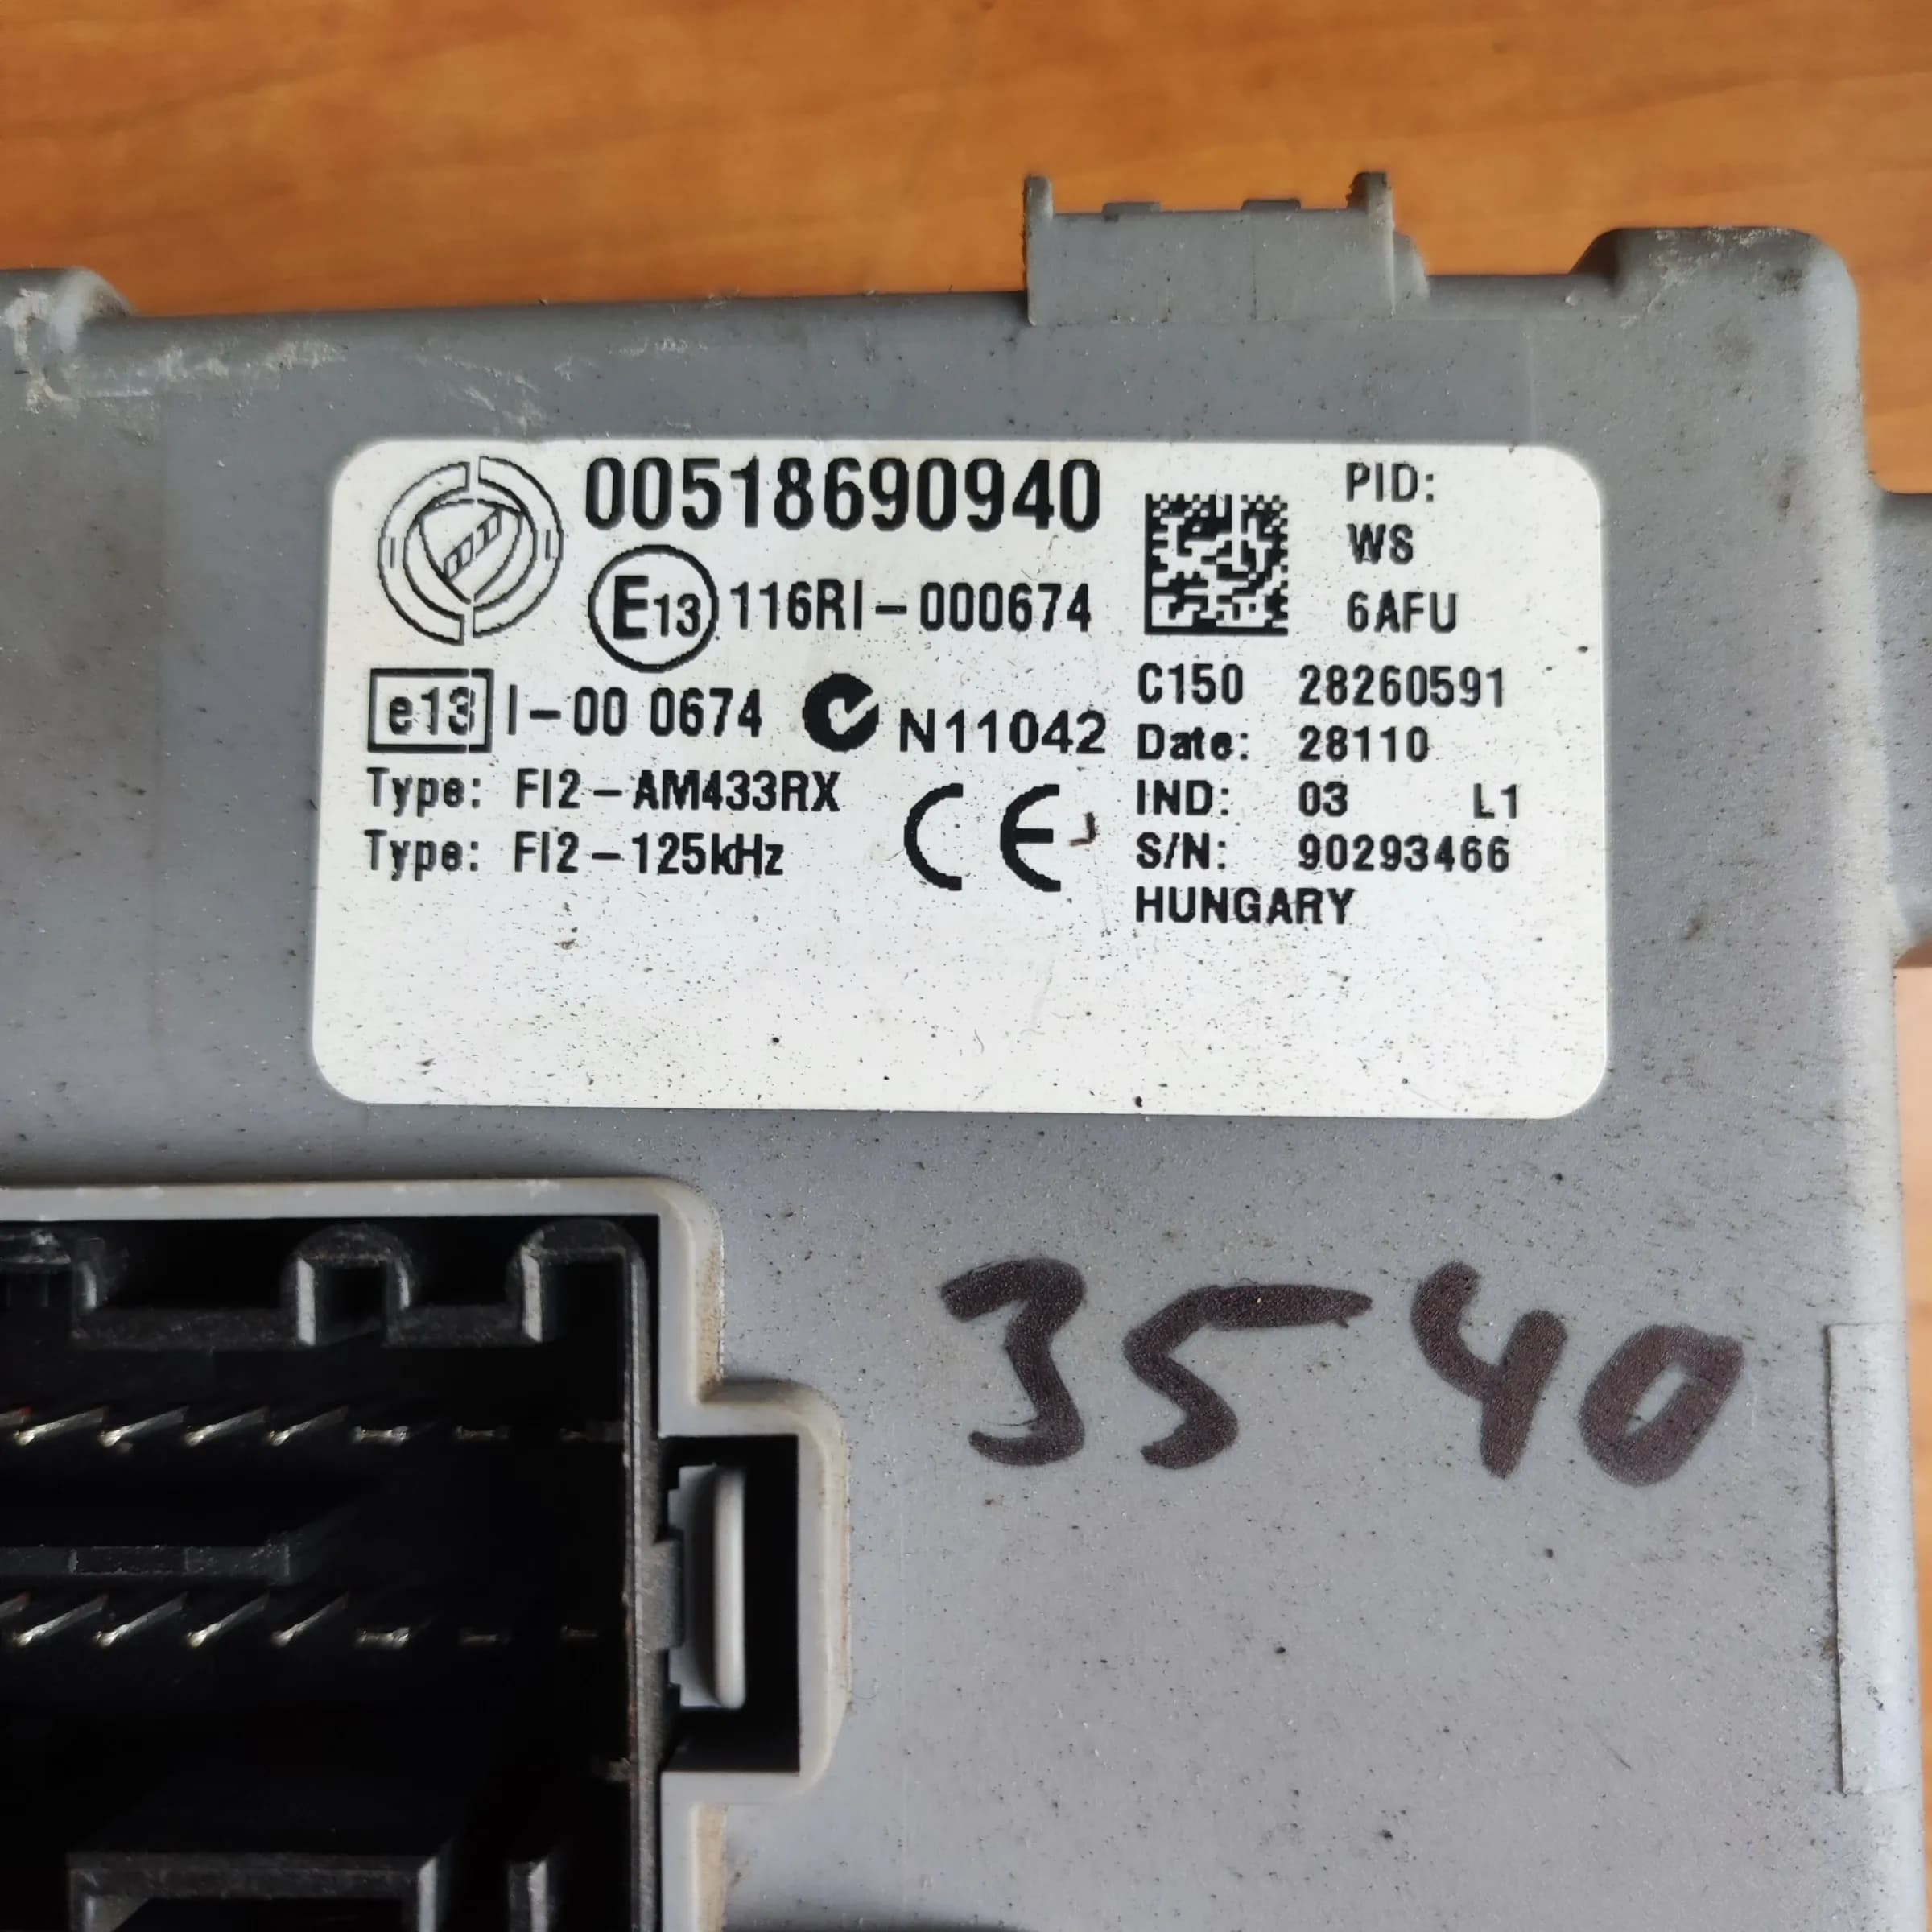 00518690940
E13 116RI-000674
e13 I-00 0674 N11042
Type: FI2-AM433RX
Type: FI2-125kHz
CE
PID:
W8
6AFU
C150 28260591
Date: 28110
IND: 03 L1
S/N: 90293466
HUNGARY
3540